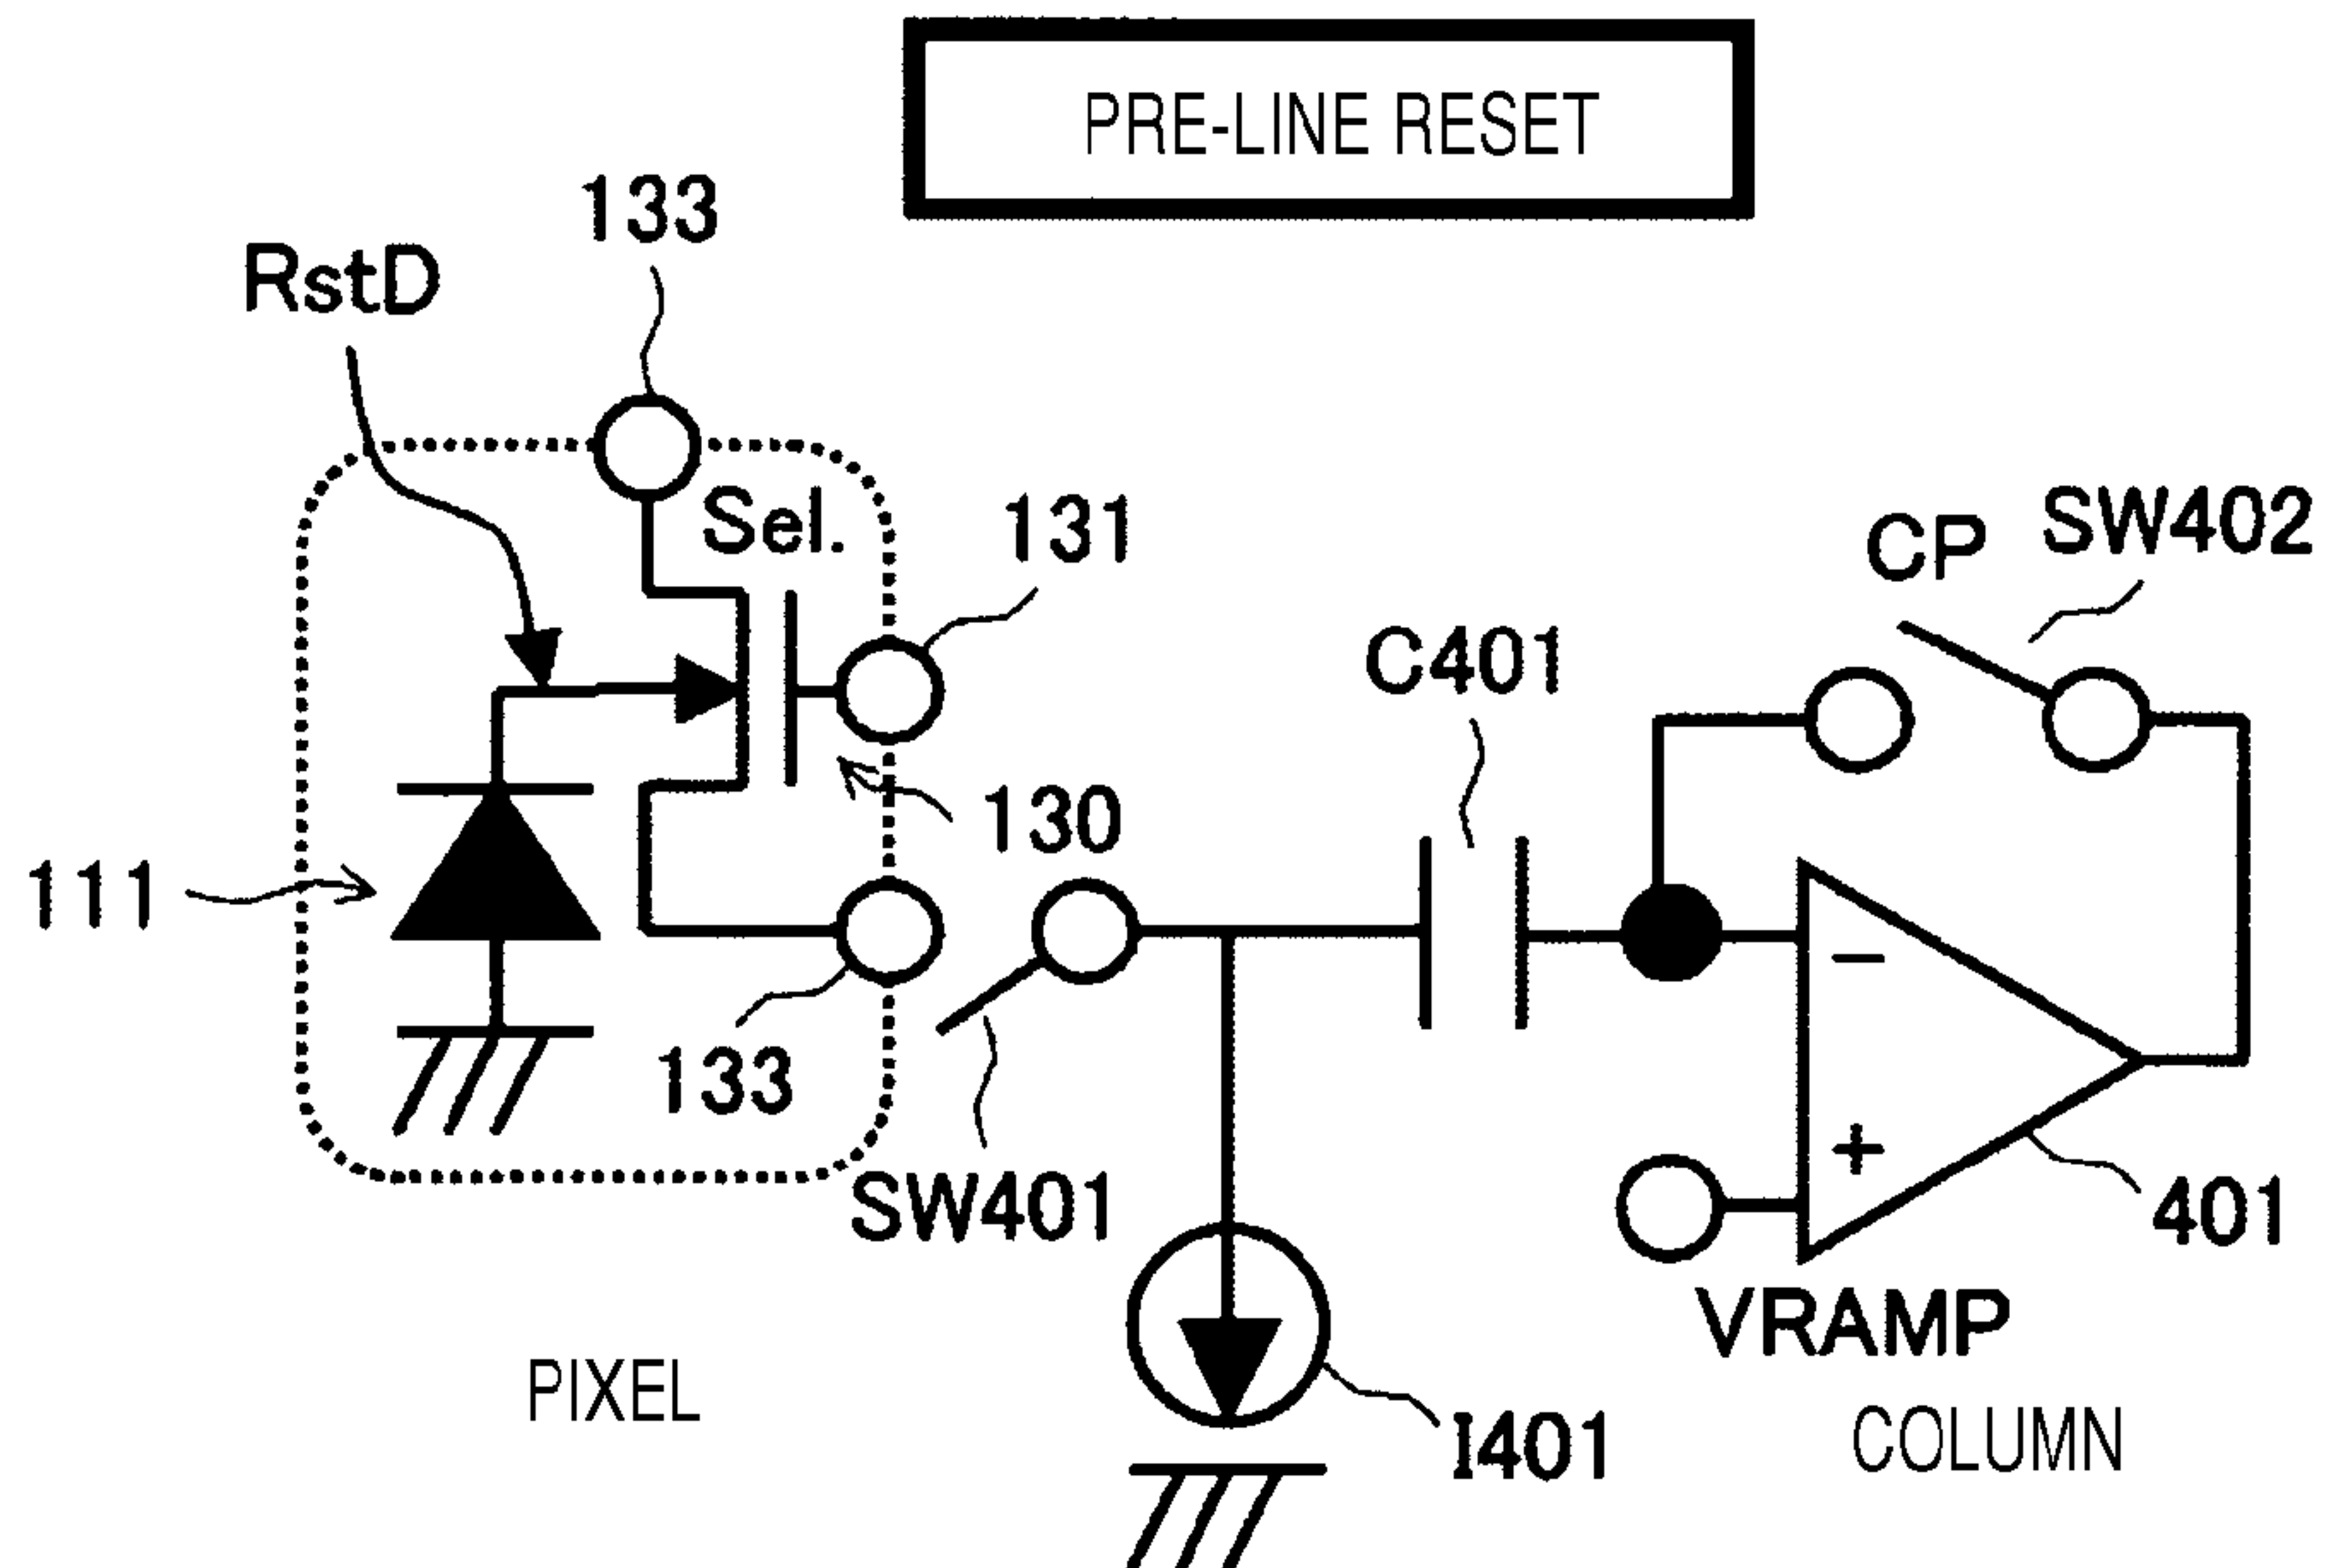 PRE-LINE RESET
133
RstD
Sel.
131
CP
SW402
C401
130
111
133
SW401
−
+
401
VRAMP
PIXEL
I401
COLUMN